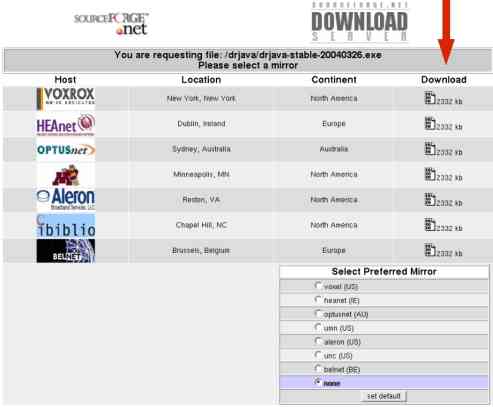 SOURCEFORGE™
.net
SOURCEFORGE.NET
DOWNLOAD
SERVER
You are requesting file: /drjava/drjava-stable-20040326.exe
Please select a mirror
Host Location Continent Download
VOXROX New York, New York North America 2332 kb
HEAnet Dublin, Ireland Europe 2332 kb
OPTUSnet Sydney, Australia Australia 2332 kb
Minneapolis, MN North America 2332 kb
Aleron
Broadband Services, LLC
Reston, VA North America 2332 kb
ibiblio Chapel Hill, NC North America 2332 kb
BELNET Brussels, Belgium Europe 2332 kb
Select Preferred Mirror
voxel (US)
heanet (IE)
optusnet (AU)
umn (US)
aleron (US)
unc (US)
belnet (BE)
none
set default